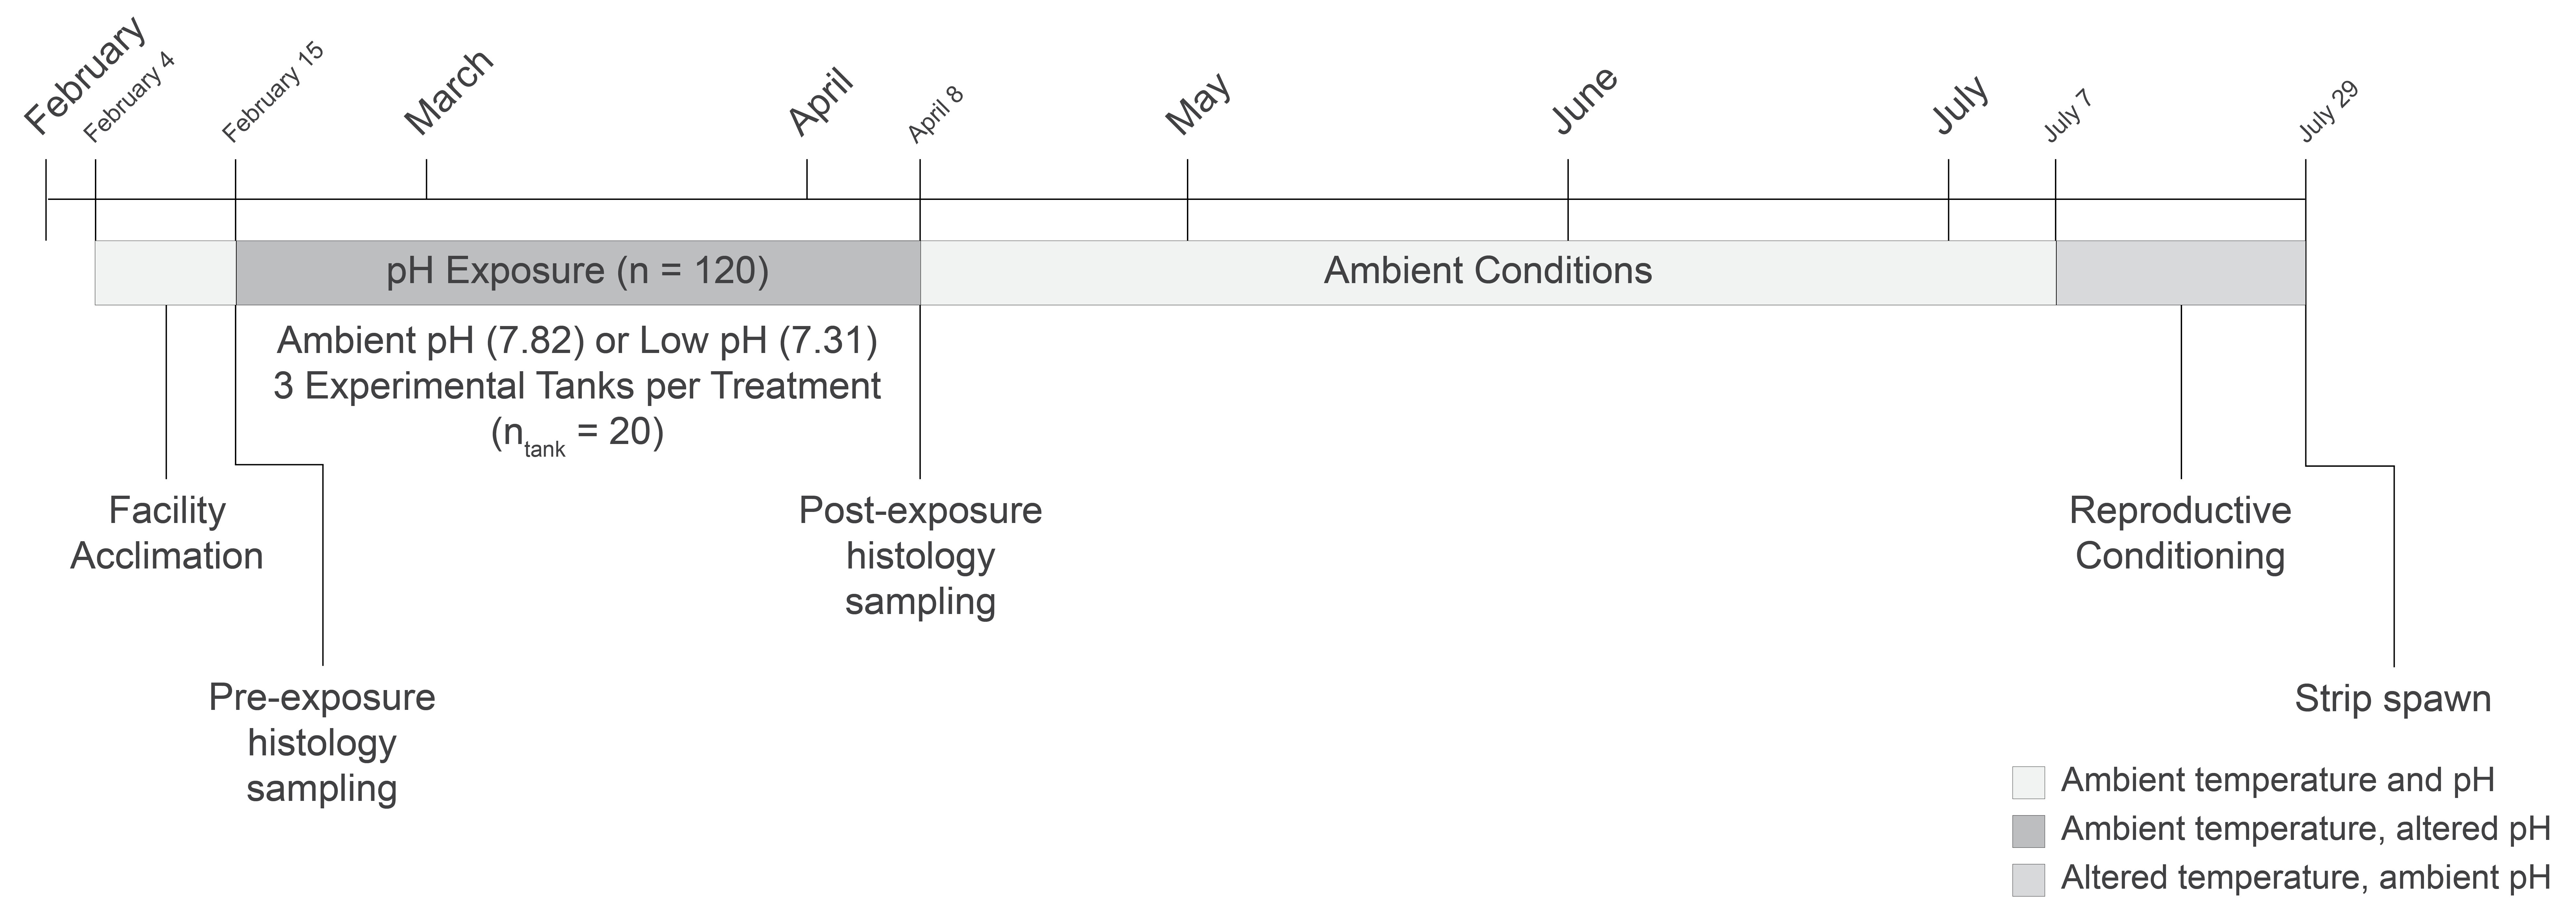 February
February 4
February 15
March
April
April 8
May
June
July
July 7
July 29
pH Exposure (n = 120)
Ambient Conditions
Ambient pH (7.82) or Low pH (7.31)
3 Experimental Tanks per Treatment
(ntank = 20)
Facility
Acclimation
Post-exposure
histology
sampling
Reproductive
Conditioning
Pre-exposure
histology
sampling
Strip spawn
Ambient temperature and pH
Ambient temperature, altered pH
Altered temperature, ambient pH